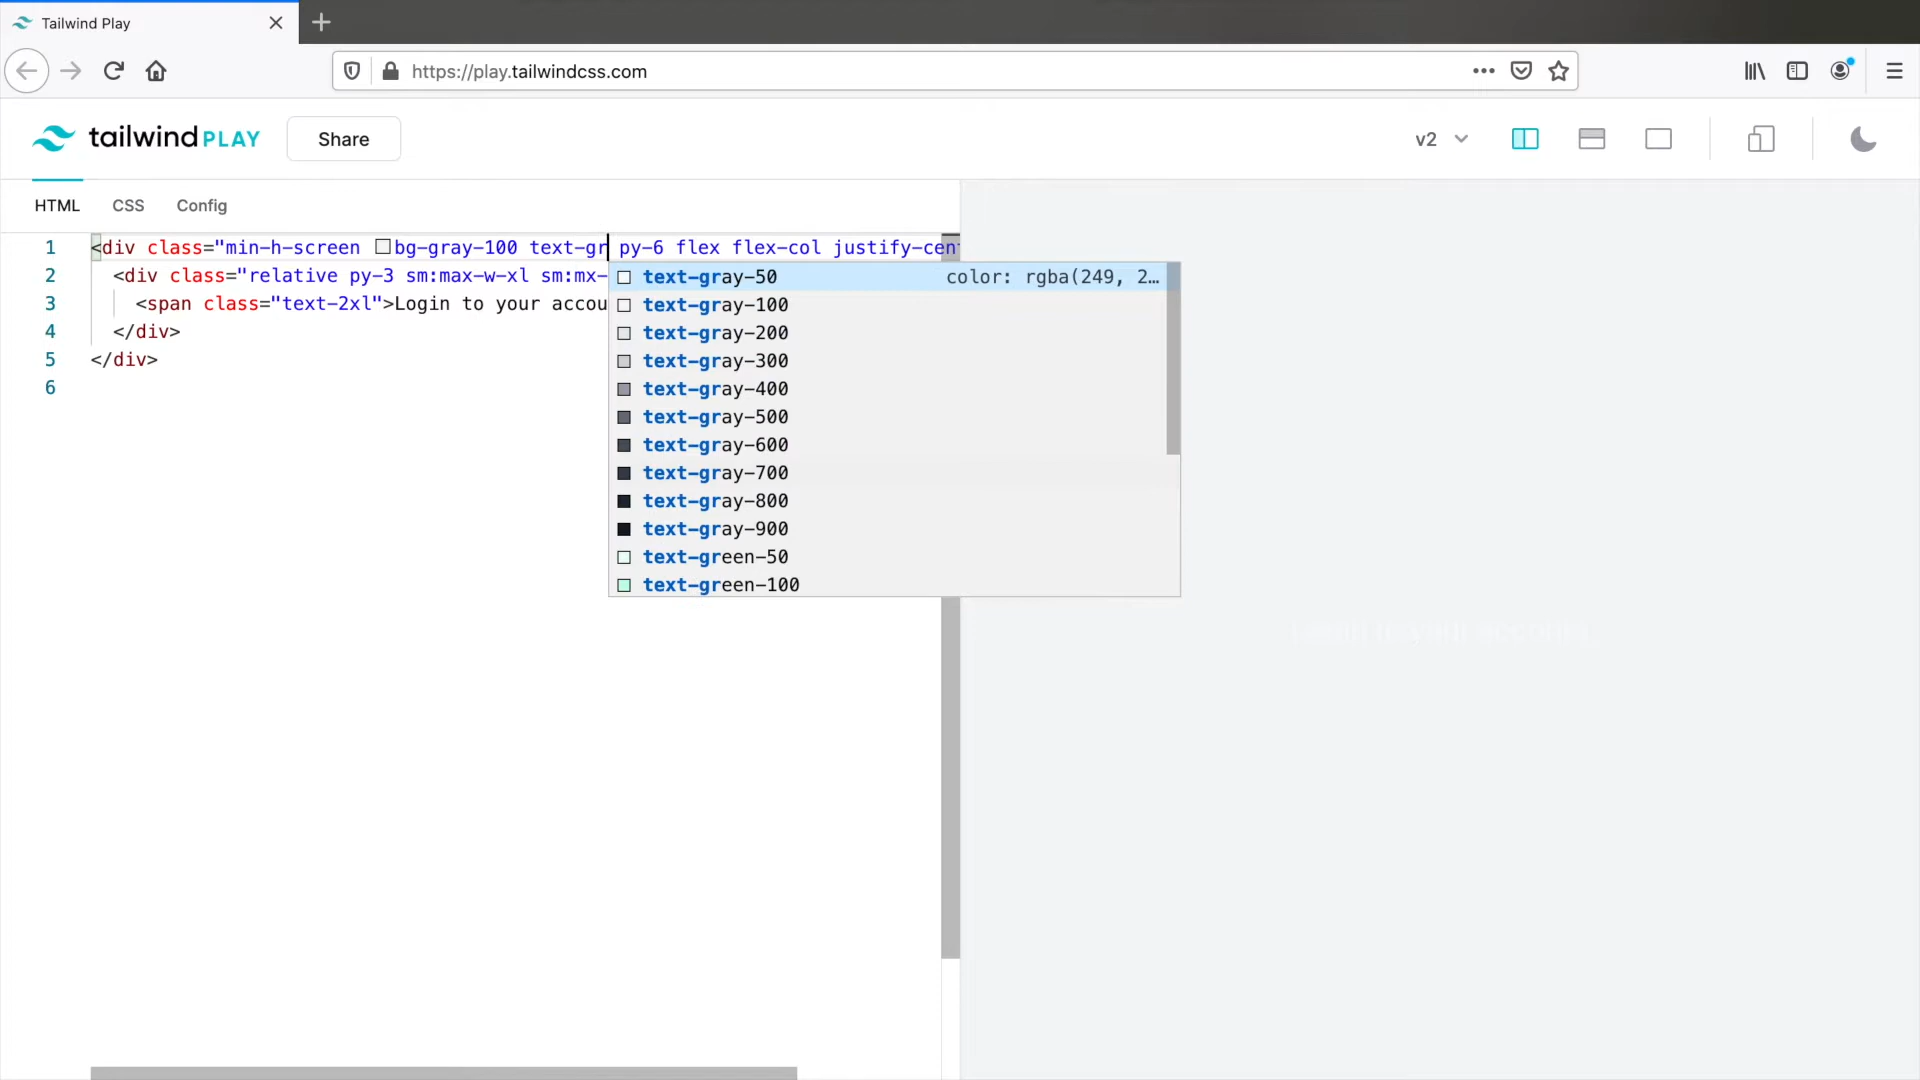 Tailwind Play
https://play.tailwindcss.com
tailwind PLAY
Share
v2
HTML CSS Config
1 <div class="min-h-screen bg-gray-100 text-gr py-6 flex flex-col justify-cen
2 <div class="relative py-3 sm:max-w-xl sm:mx-
3 <span class="text-2xl">Login to your accou
4 </div>
5 </div>
6
text-gray-50 color: rgba(249, 2…
text-gray-100
text-gray-200
text-gray-300
text-gray-400
text-gray-500
text-gray-600
text-gray-700
text-gray-800
text-gray-900
text-green-50
text-green-100